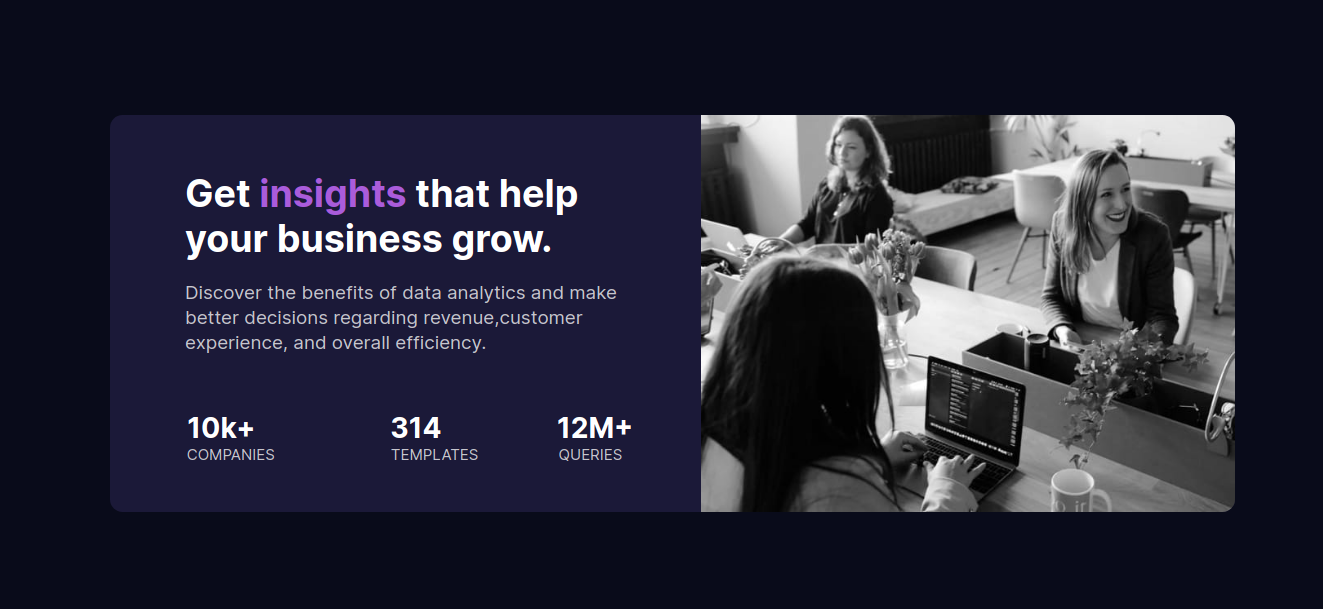 Get insights that help
your business grow.
Discover the benefits of data analytics and make
better decisions regarding revenue,customer
experience, and overall efficiency.
10k+ 314 12M+
COMPANIES TEMPLATES QUERIES